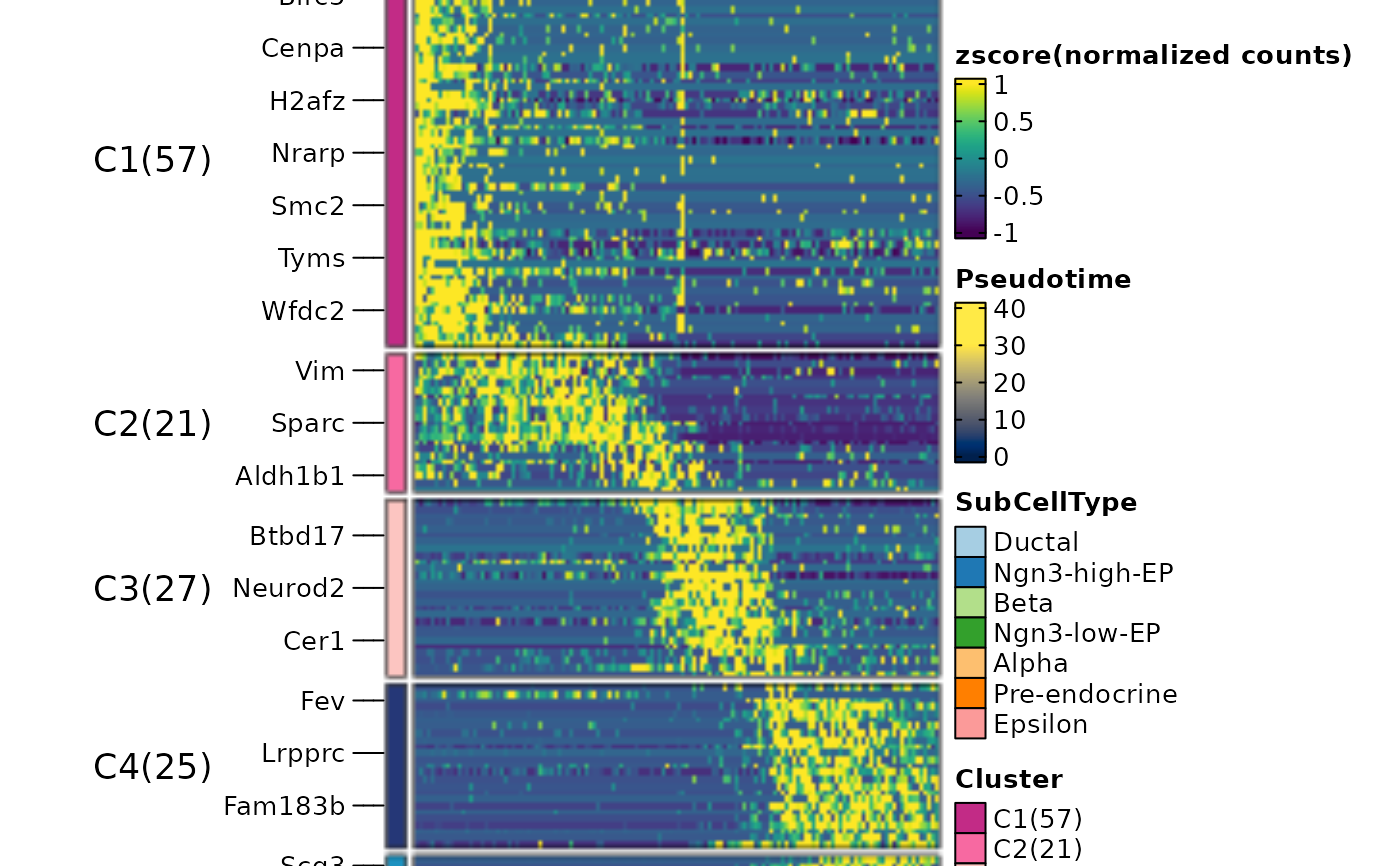 Cenpa
H2afz
Nrarp
C1(57)
Smc2
Tyms
Wfdc2
Vim
C2(21)
Sparc
Aldh1b1
Btbd17
C3(27)
Neurod2
Cer1
Fev
Lrpprc
C4(25)
Fam183b
zscore(normalized counts)
1
0.5
0
-0.5
-1
Pseudotime
40
30
20
10
0
SubCellType
Ductal
Ngn3-high-EP
Beta
Ngn3-low-EP
Alpha
Pre-endocrine
Epsilon
Cluster
C1(57)
C2(21)